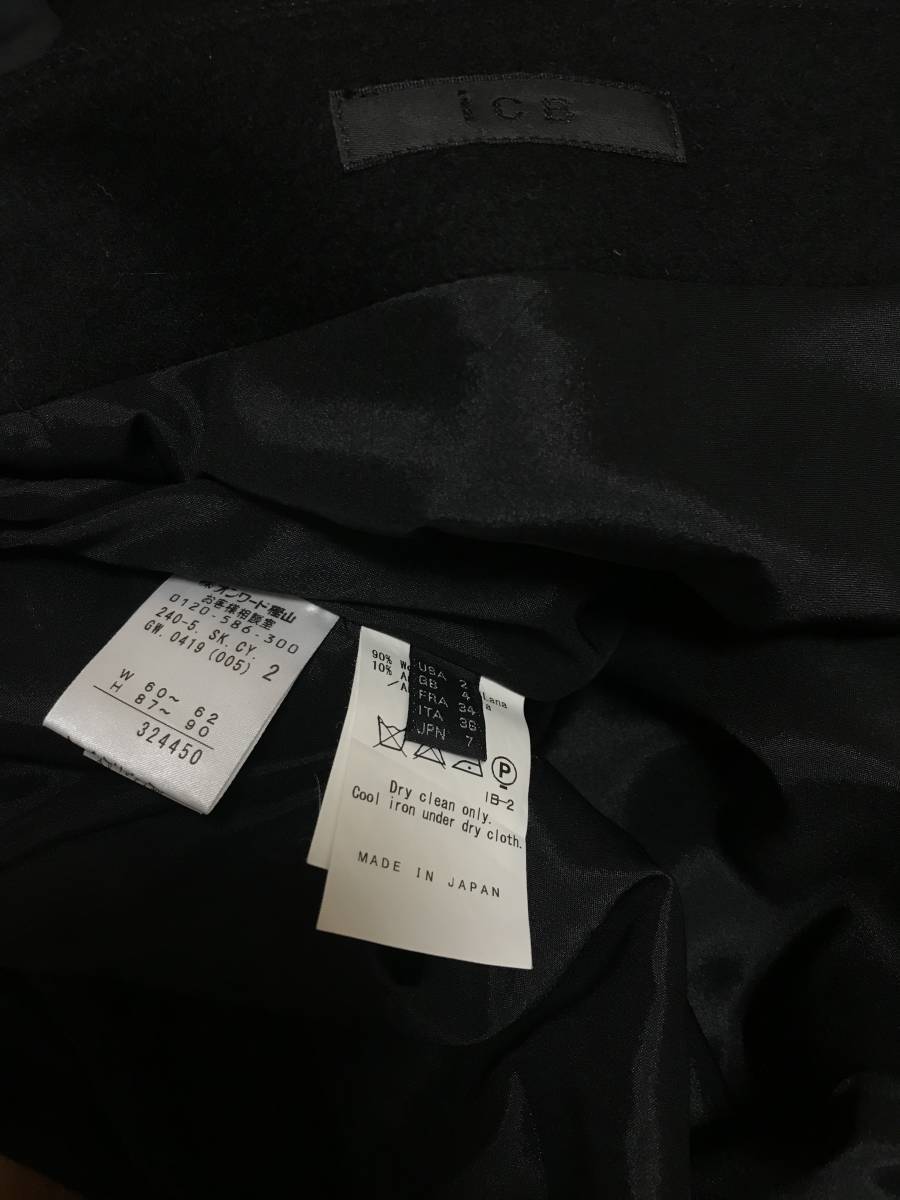 iCB
オンワード樫山
お客様相談室
0120-586-300
240-5. SK. CY. 2
GW. 0419 (005)
W 60~ 62
H 87~ 90
324450
90%
10%
Lana
USA 2
GB 4
FRA 34
ITA 36
JPN 7
P
IB-2
Dry clean only.
Cool iron under dry cloth.
MADE IN JAPAN